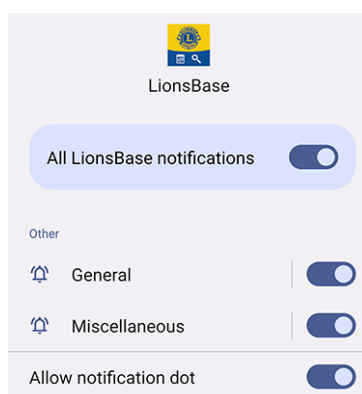 LionsBase
All LionsBase notifications
Other
General
Miscellaneous
Allow notification dot